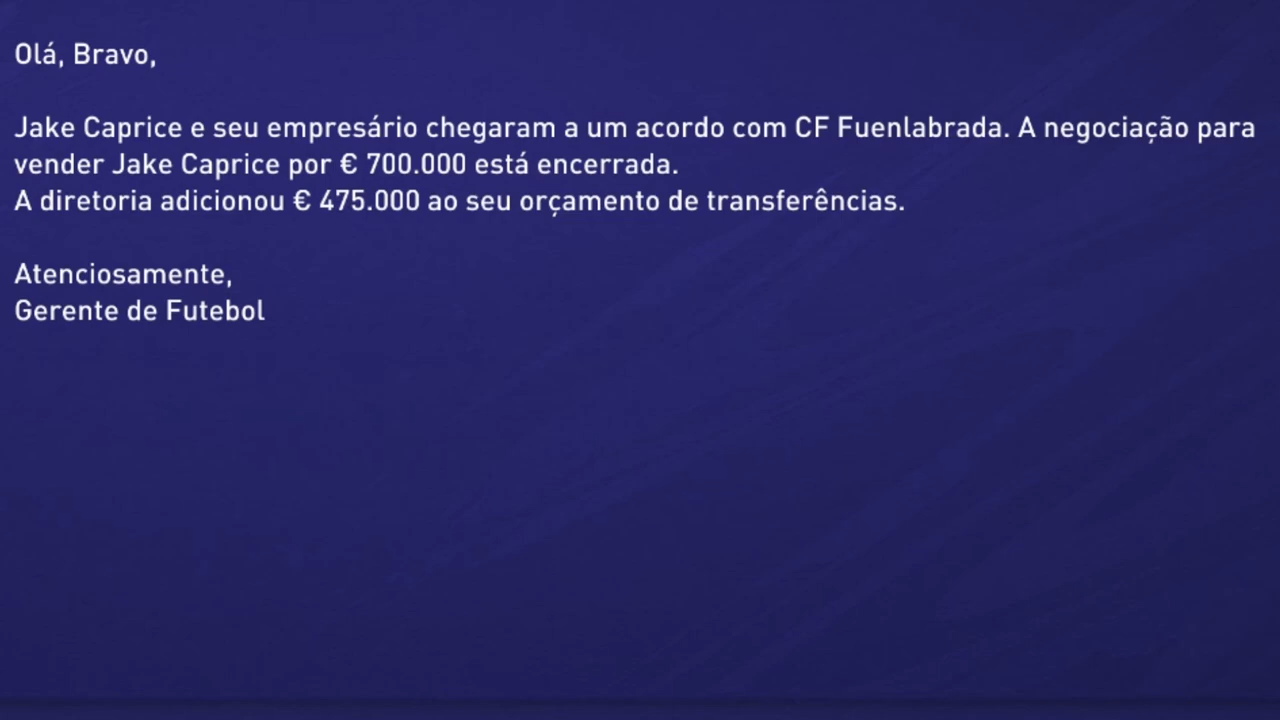 Olá, Bravo,
Jake Caprice e seu empresário chegaram a um acordo com CF Fuenlabrada. A negociação para
vender Jake Caprice por € 700.000 está encerrada.
A diretoria adicionou € 475.000 ao seu orçamento de transferências.
Atenciosamente,
Gerente de Futebol